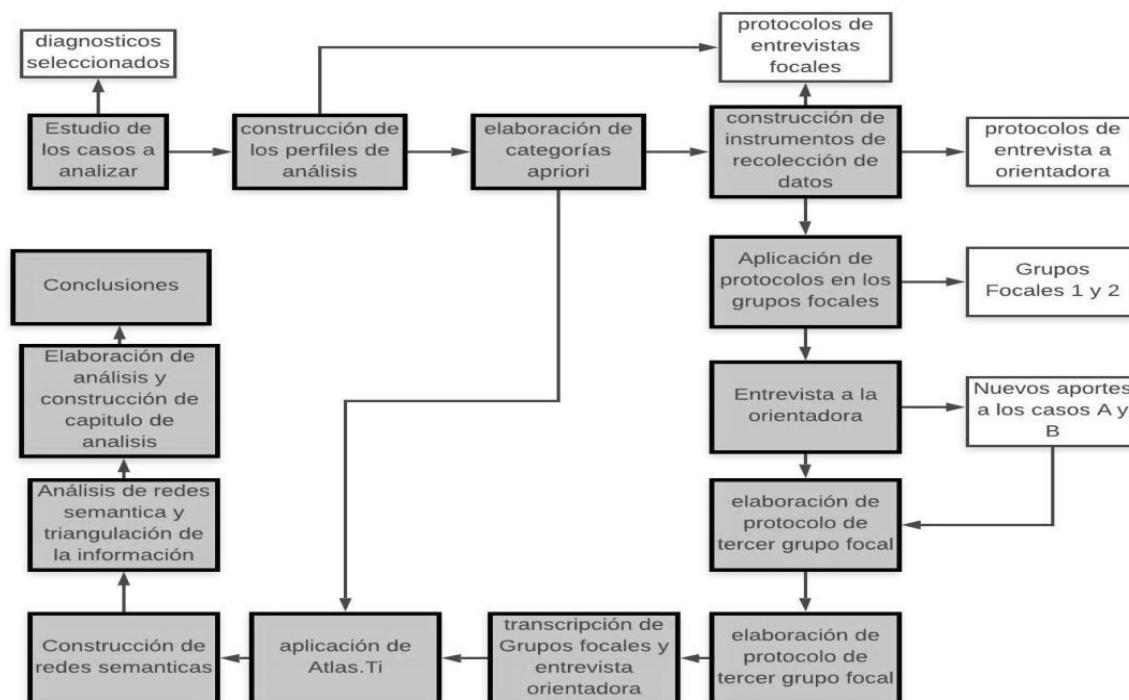 diagnosticos
seleccionados
protocolos de
entrevistas
focales
Estudio de
los casos a
analizar
construcción de
los perfiles de
análisis
elaboración de
categorías
apriori
construcción de
instrumentos de
recolección de
datos
protocolos de
entrevista a
orientadora
Aplicación de
protocolos en los
grupos focales
Grupos
Focales 1 y 2
Entrevista a la
orientadora
Nuevos aportes
a los casos A y
B
elaboración de
protocolo de
tercer grupo focal
elaboración de
protocolo de
tercer grupo focal
transcripción de
Grupos focales y
entrevista
orientadora
aplicación de
Atlas.Ti
Construcción de
redes semanticas
Análisis de redes
semantica y
triangulación de
la información
Elaboración de
análisis y
construcción de
capitulo de
analisis
Conclusiones